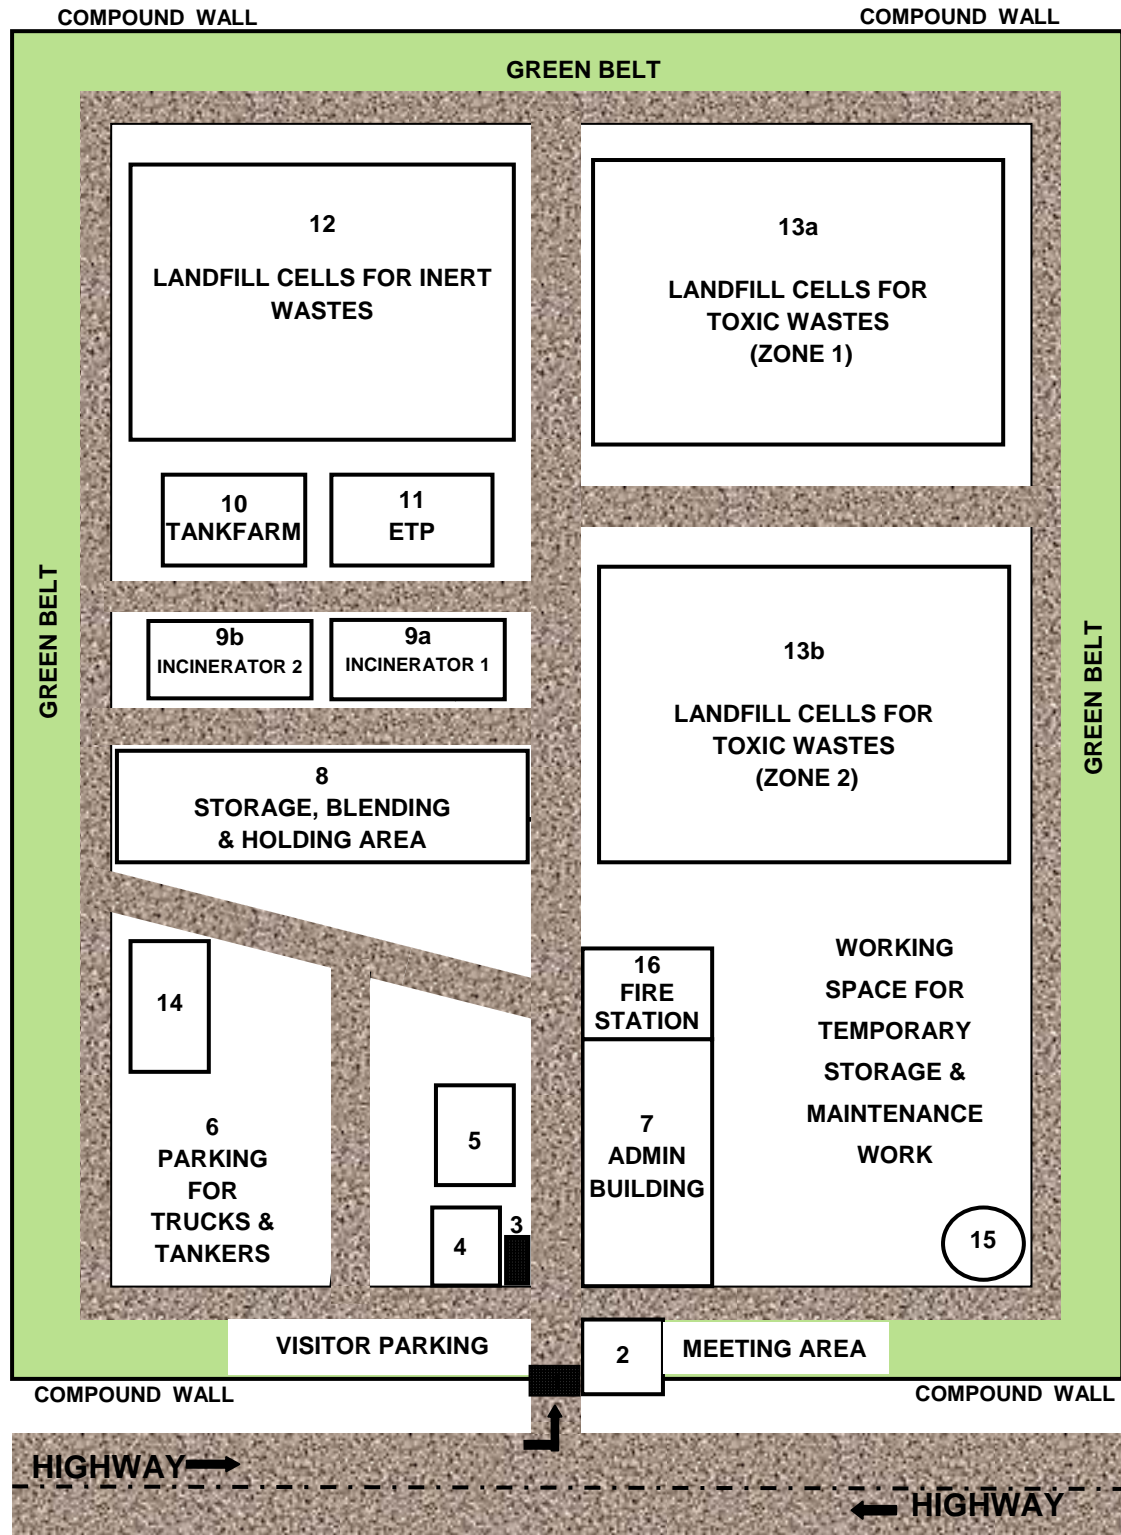 COMPOUND WALL
COMPOUND WALL
GREEN BELT
12
LANDFILL CELLS FOR INERT
WASTES
13a
LANDFILL CELLS FOR
TOXIC WASTES
(ZONE 1)
10
TANKFARM
11
ETP
GREEN BELT
9b
INCINERATOR 2
9a
INCINERATOR 1
13b
LANDFILL CELLS FOR
TOXIC WASTES
(ZONE 2)
GREEN BELT
8
STORAGE, BLENDING
& HOLDING AREA
14
6
PARKING
FOR
TRUCKS &
TANKERS
5
4
3
16
FIRE
STATION
7
ADMIN
BUILDING
WORKING
SPACE FOR
TEMPORARY
STORAGE &
MAINTENANCE
WORK
15
VISITOR PARKING
2
MEETING AREA
COMPOUND WALL
COMPOUND WALL
HIGHWAY
HIGHWAY